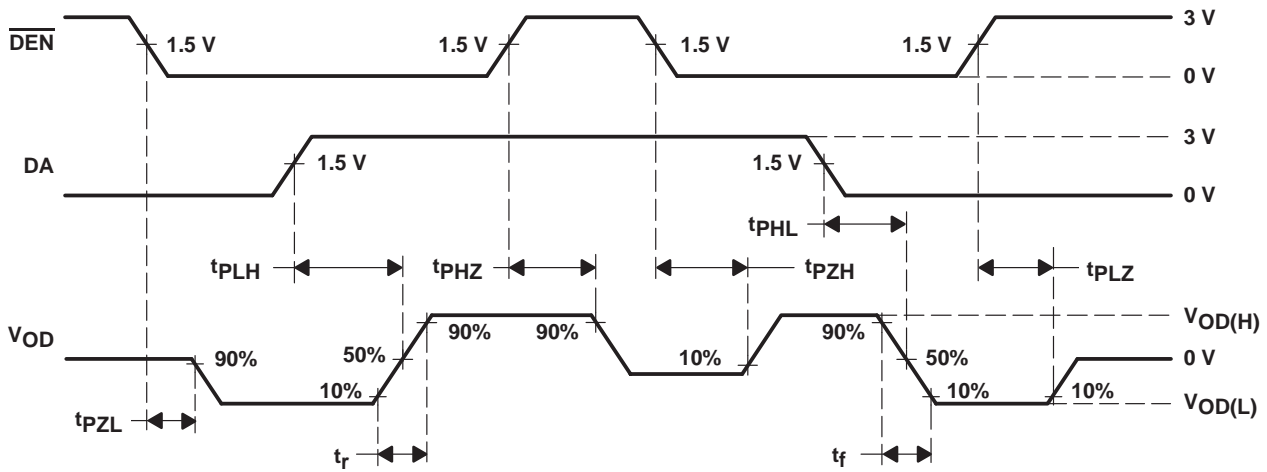 DEN
1.5 V 1.5 V 1.5 V 1.5 V
3 V
0 V
DA
1.5 V 1.5 V
3 V
0 V
tPHL
tPLH tPHZ tPZH tPLZ
VOD
90% 90% 90% 90%
50% 10% 50%
10% 10% 10%
VOD(H)
0 V
VOD(L)
tPZL
tr tf